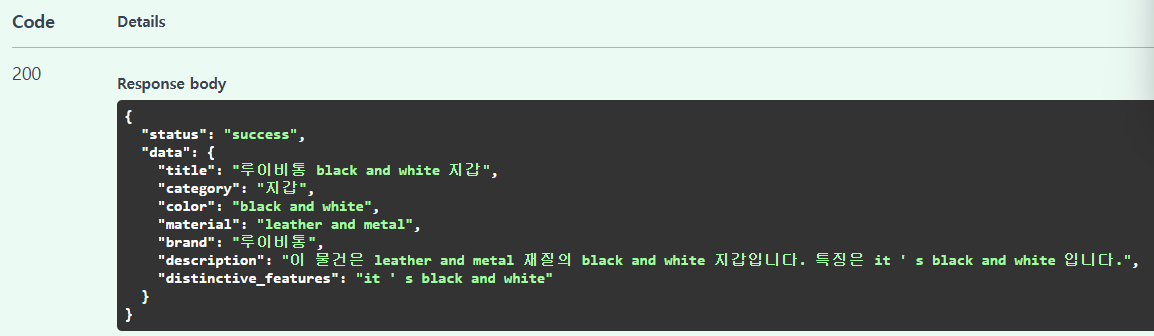 Code Details
200
Response body
{
"status": "success",
"data": {
"title": "루이비통 black and white 지갑",
"category": "지갑",
"color": "black and white",
"material": "leather and metal",
"brand": "루이비통",
"description": "이 물건은 leather and metal 재질의 black and white 지갑입니다. 특징은 it ' s black and white 입니다.",
"distinctive_features": "it ' s black and white"
}
}